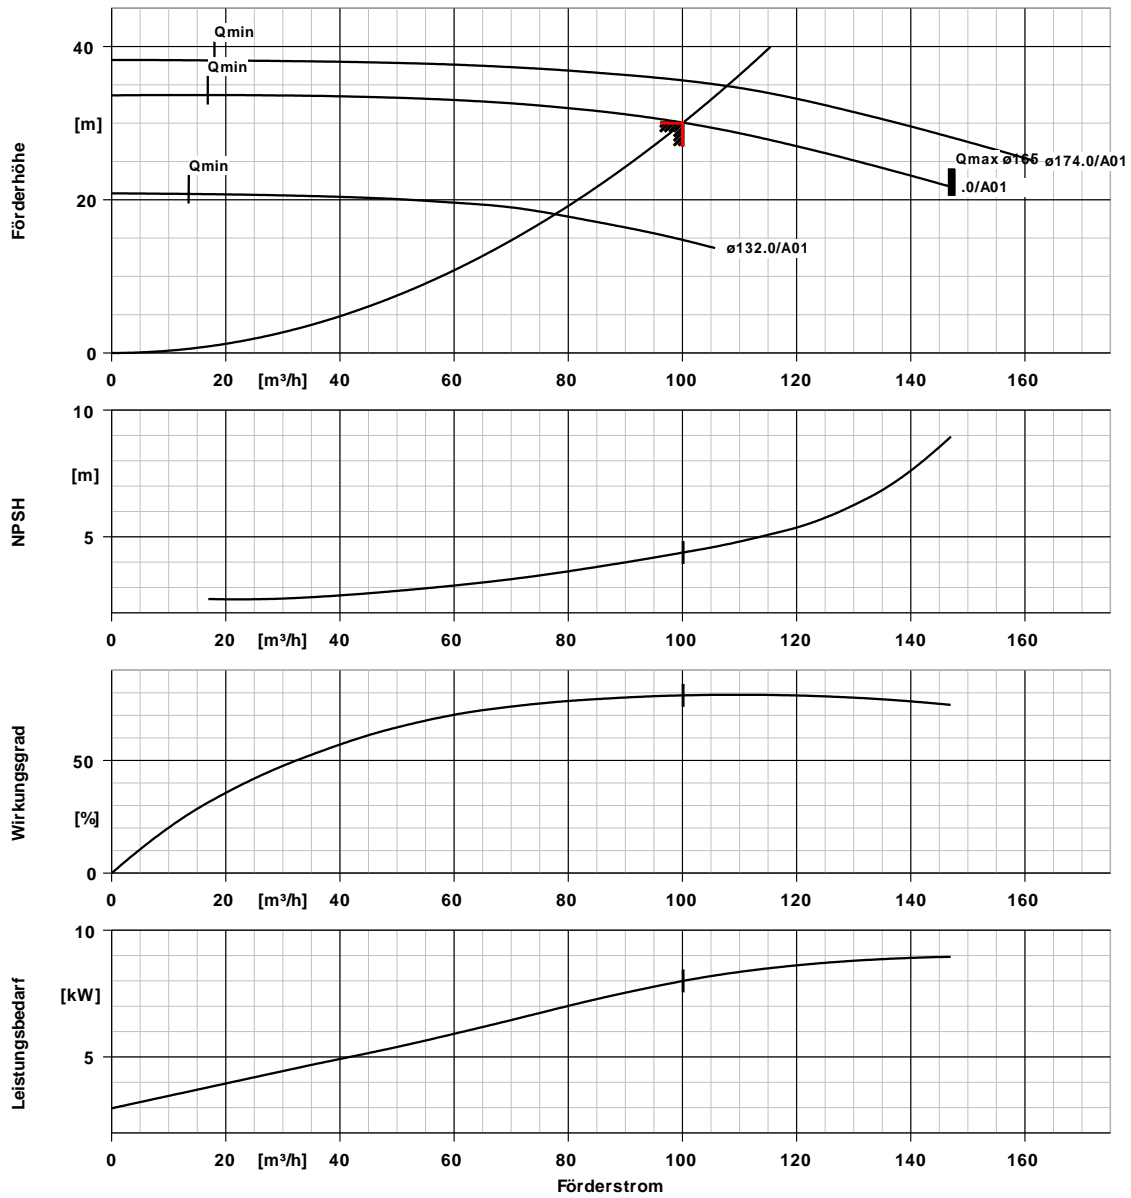 Qmin
40
Qmin
[m]
Qmin
Qmax ø165 ø174.0/A01
.0/A01
20
ø132.0/A01
Förderhöhe
0
0 20 [m³/h] 40 60 80 100 120 140 160
10
[m]
NPSH
5
0 20 [m³/h] 40 60 80 100 120 140 160
Wirkungsgrad
50
[%]
0
0 20 [m³/h] 40 60 80 100 120 140 160
10
[kW]
Leistungsbedarf
5
0 20 [m³/h] 40 60 80 100 120 140 160
Förderstrom